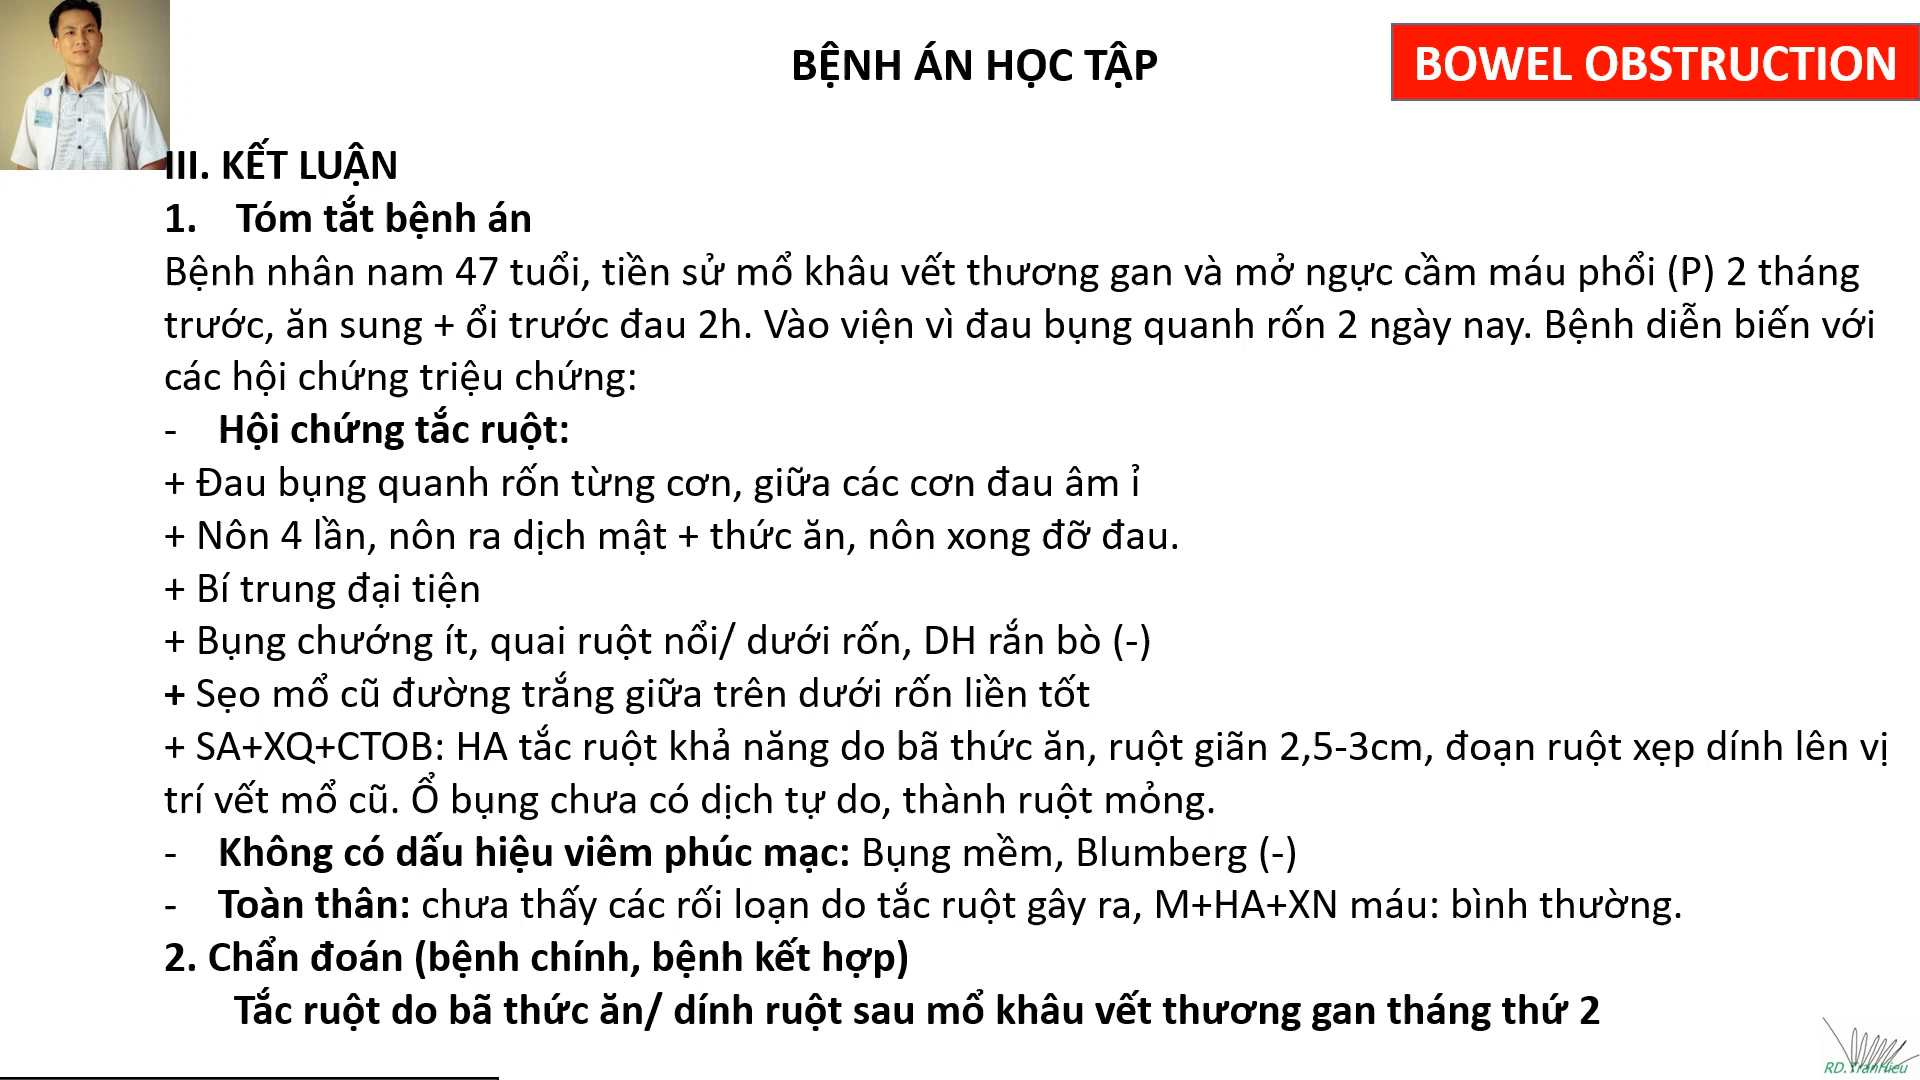 BỆNH ÁN HỌC TẬP
BOWEL OBSTRUCTION
III. KẾT LUẬN
1. Tóm tắt bệnh án
Bệnh nhân nam 47 tuổi, tiền sử mổ khâu vết thương gan và mở ngực cầm máu phổi (P) 2 tháng
trước, ăn sung + ổi trước đau 2h. Vào viện vì đau bụng quanh rốn 2 ngày nay. Bệnh diễn biến với
các hội chứng triệu chứng:
- Hội chứng tắc ruột:
+ Đau bụng quanh rốn từng cơn, giữa các cơn đau âm ỉ
+ Nôn 4 lần, nôn ra dịch mật + thức ăn, nôn xong đỡ đau.
+ Bí trung đại tiện
+ Bụng chướng ít, quai ruột nổi/ dưới rốn, DH rắn bò (-)
+ Sẹo mổ cũ đường trắng giữa trên dưới rốn liền tốt
+ SA+XQ+CTOB: HA tắc ruột khả năng do bã thức ăn, ruột giãn 2,5-3cm, đoạn ruột xẹp dính lên vị
trí vết mổ cũ. Ổ bụng chưa có dịch tự do, thành ruột mỏng.
- Không có dấu hiệu viêm phúc mạc: Bụng mềm, Blumberg (-)
- Toàn thân: chưa thấy các rối loạn do tắc ruột gây ra, M+HA+XN máu: bình thường.
2. Chẩn đoán (bệnh chính, bệnh kết hợp)
Tắc ruột do bã thức ăn/ dính ruột sau mổ khâu vết thương gan tháng thứ 2
RD.TranHieu